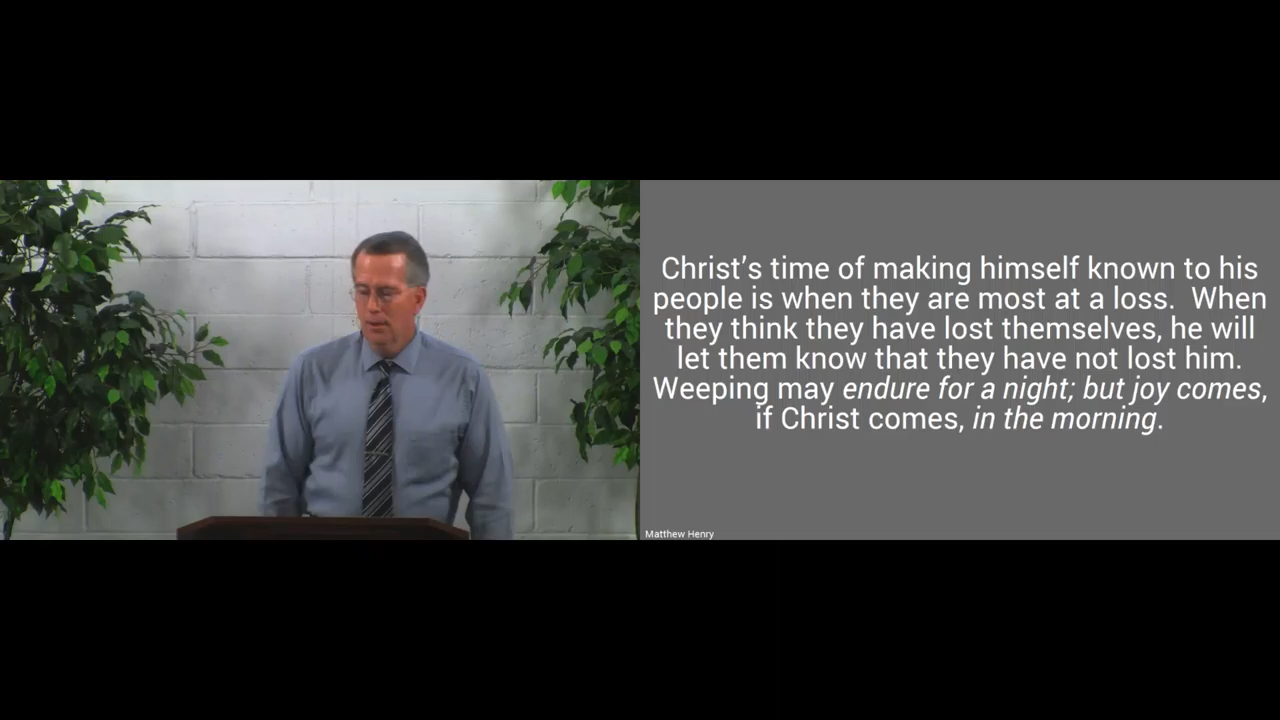 Christ’s time of making himself known to his
people is when they are most at a loss.  When
they think they have lost themselves, he will
let them know that they have not lost him.
Weeping may endure for a night; but joy comes,
if Christ comes, in the morning.
Matthew Henry